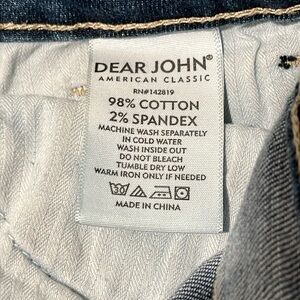 DEAR JOHN®
AMERICAN CLASSIC
RN#142819
98% COTTON
2% SPANDEX
MACHINE WASH SEPARATELY
IN COLD WATER
WASH INSIDE OUT
DO NOT BLEACH
TUMBLE DRY LOW
WARM IRON ONLY IF NEEDED
30
MADE IN CHINA